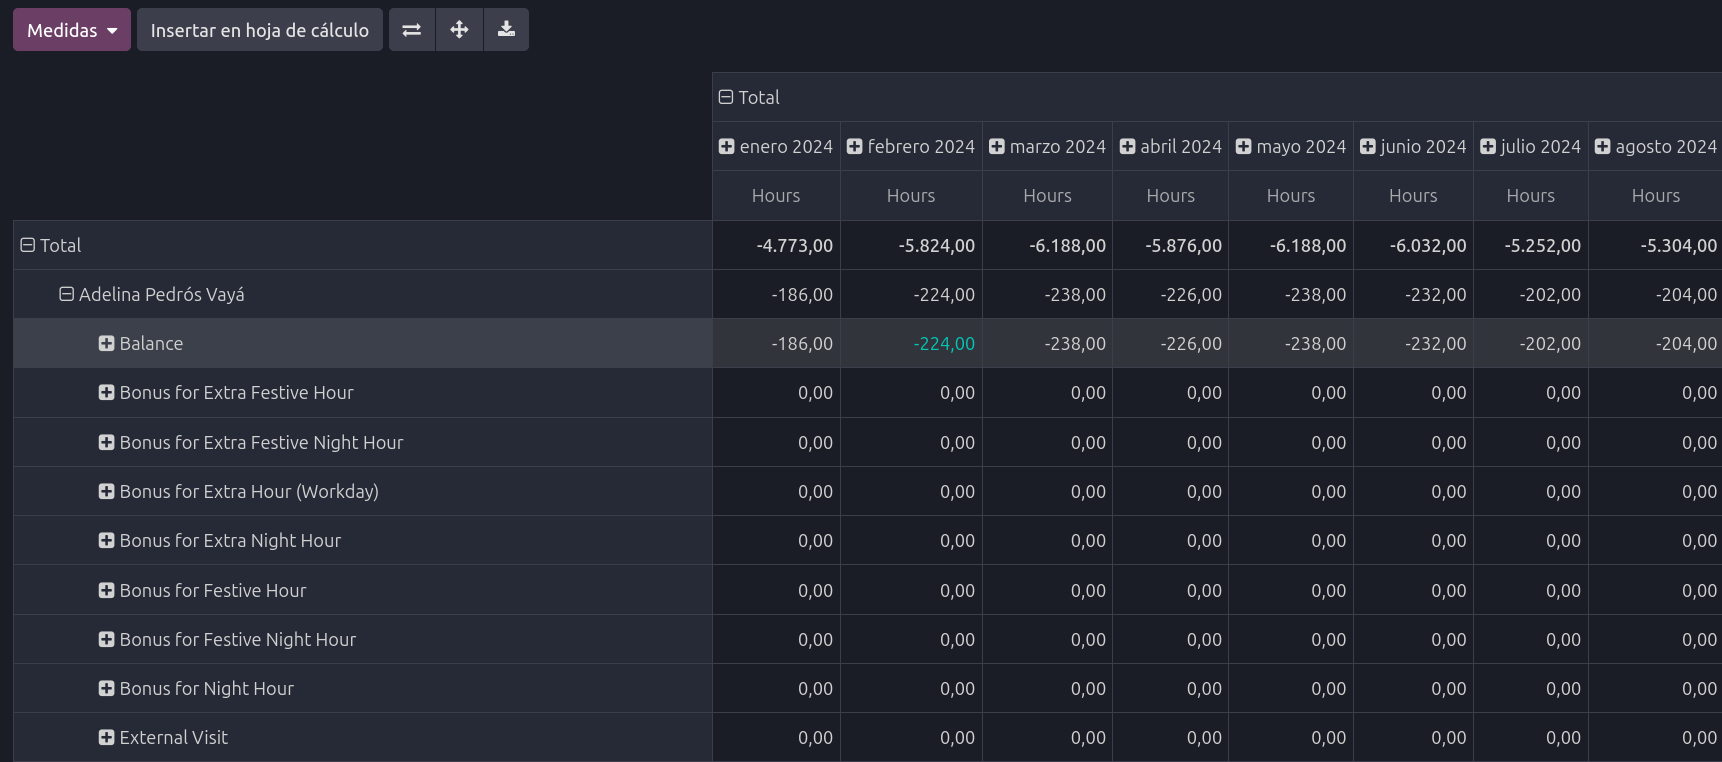 Medidas Insertar en hoja de cálculo
Total
enero 2024 febrero 2024 marzo 2024 abril 2024 mayo 2024 junio 2024 julio 2024 agosto 2024
Hours Hours Hours Hours Hours Hours Hours Hours
Total -4.773,00 -5.824,00 -6.188,00 -5.876,00 -6.188,00 -6.032,00 -5.252,00 -5.304,00
Adelina Pedrós Vayá -186,00 -224,00 -238,00 -226,00 -238,00 -232,00 -202,00 -204,00
Balance -186,00 -224,00 -238,00 -226,00 -238,00 -232,00 -202,00 -204,00
Bonus for Extra Festive Hour 0,00 0,00 0,00 0,00 0,00 0,00 0,00 0,00
Bonus for Extra Festive Night Hour 0,00 0,00 0,00 0,00 0,00 0,00 0,00 0,00
Bonus for Extra Hour (Workday) 0,00 0,00 0,00 0,00 0,00 0,00 0,00 0,00
Bonus for Extra Night Hour 0,00 0,00 0,00 0,00 0,00 0,00 0,00 0,00
Bonus for Festive Hour 0,00 0,00 0,00 0,00 0,00 0,00 0,00 0,00
Bonus for Festive Night Hour 0,00 0,00 0,00 0,00 0,00 0,00 0,00 0,00
Bonus for Night Hour 0,00 0,00 0,00 0,00 0,00 0,00 0,00 0,00
External Visit 0,00 0,00 0,00 0,00 0,00 0,00 0,00 0,00